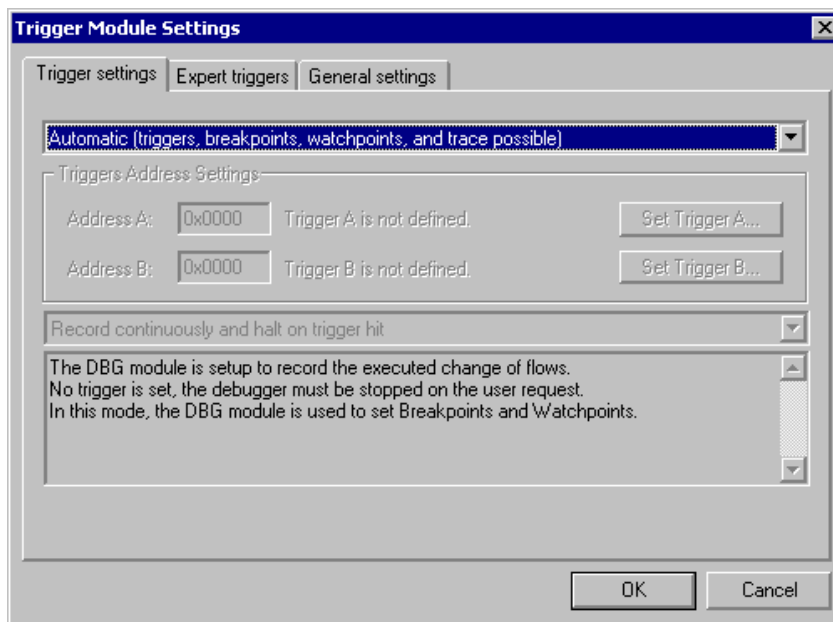 Trigger Module Settings
Trigger settings Expert triggers General settings
Automatic (triggers, breakpoints, watchpoints, and trace possible)
Triggers Address Settings
Address A: 0x0000 Trigger A is not defined. Set Trigger A...
Address B: 0x0000 Trigger B is not defined. Set Trigger B...
Record continuously and halt on trigger hit
The DBG module is setup to record the executed change of flows.
No trigger is set, the debugger must be stopped on the user request.
In this mode, the DBG module is used to set Breakpoints and Watchpoints.
OK Cancel